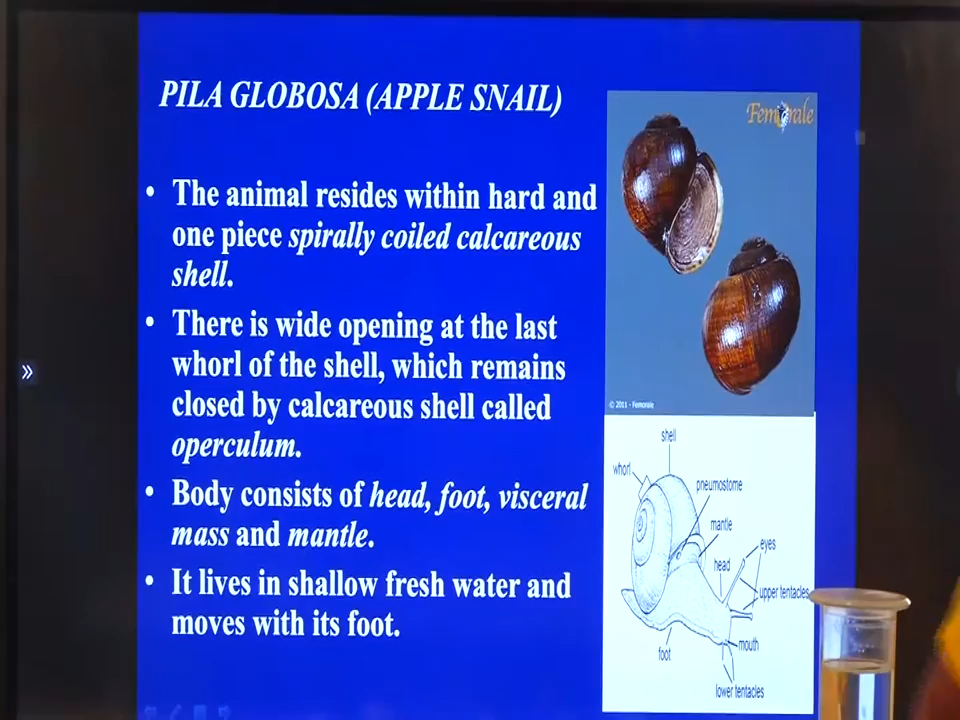 PILA GLOBOSA (APPLE SNAIL)
• The animal resides within hard and
one piece spirally coiled calcareous
shell.
• There is wide opening at the last
whorl of the shell, which remains
closed by calcareous shell called
operculum.
• Body consists of head, foot, visceral
mass and mantle.
• It lives in shallow fresh water and
moves with its foot.
Femorale
© 2011 - Femorale
shell
whorl
pneumostome
mantle
eyes
head
upper tentacles
mouth
foot
lower tentacles